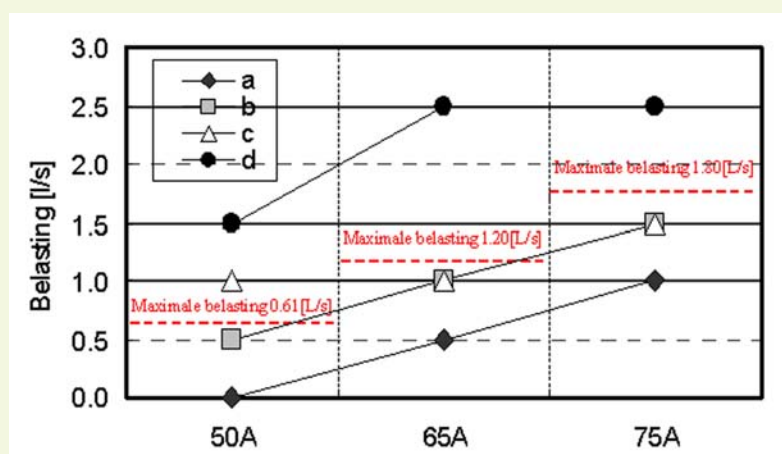 3.0
2.5
2.0
1.5
1.0
0.5
0.0
Belasting [l/s]
a
b
c
d
Maximale belasting 0.61[L/s]
Maximale belasting 1.20[L/s]
Maximale belasting 1.80[L/s]
50A
65A
75A